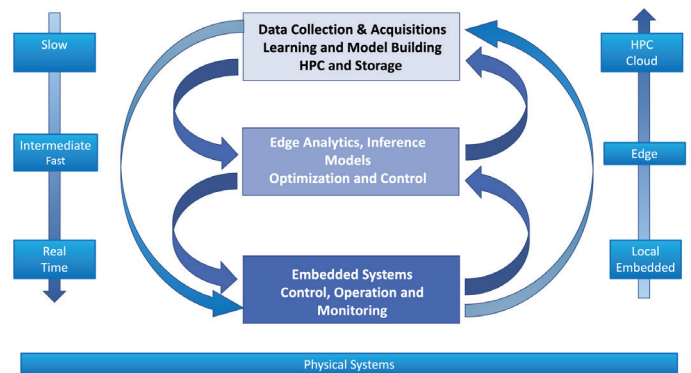 Slow
Data Collection & Acquisitions
Learning and Model Building
HPC and Storage
HPC
Cloud
Intermediate
Fast
Edge Analytics, Inference
Models
Optimization and Control
Edge
Real
Time
Embedded Systems
Control, Operation and
Monitoring
Local
Embedded
Physical Systems